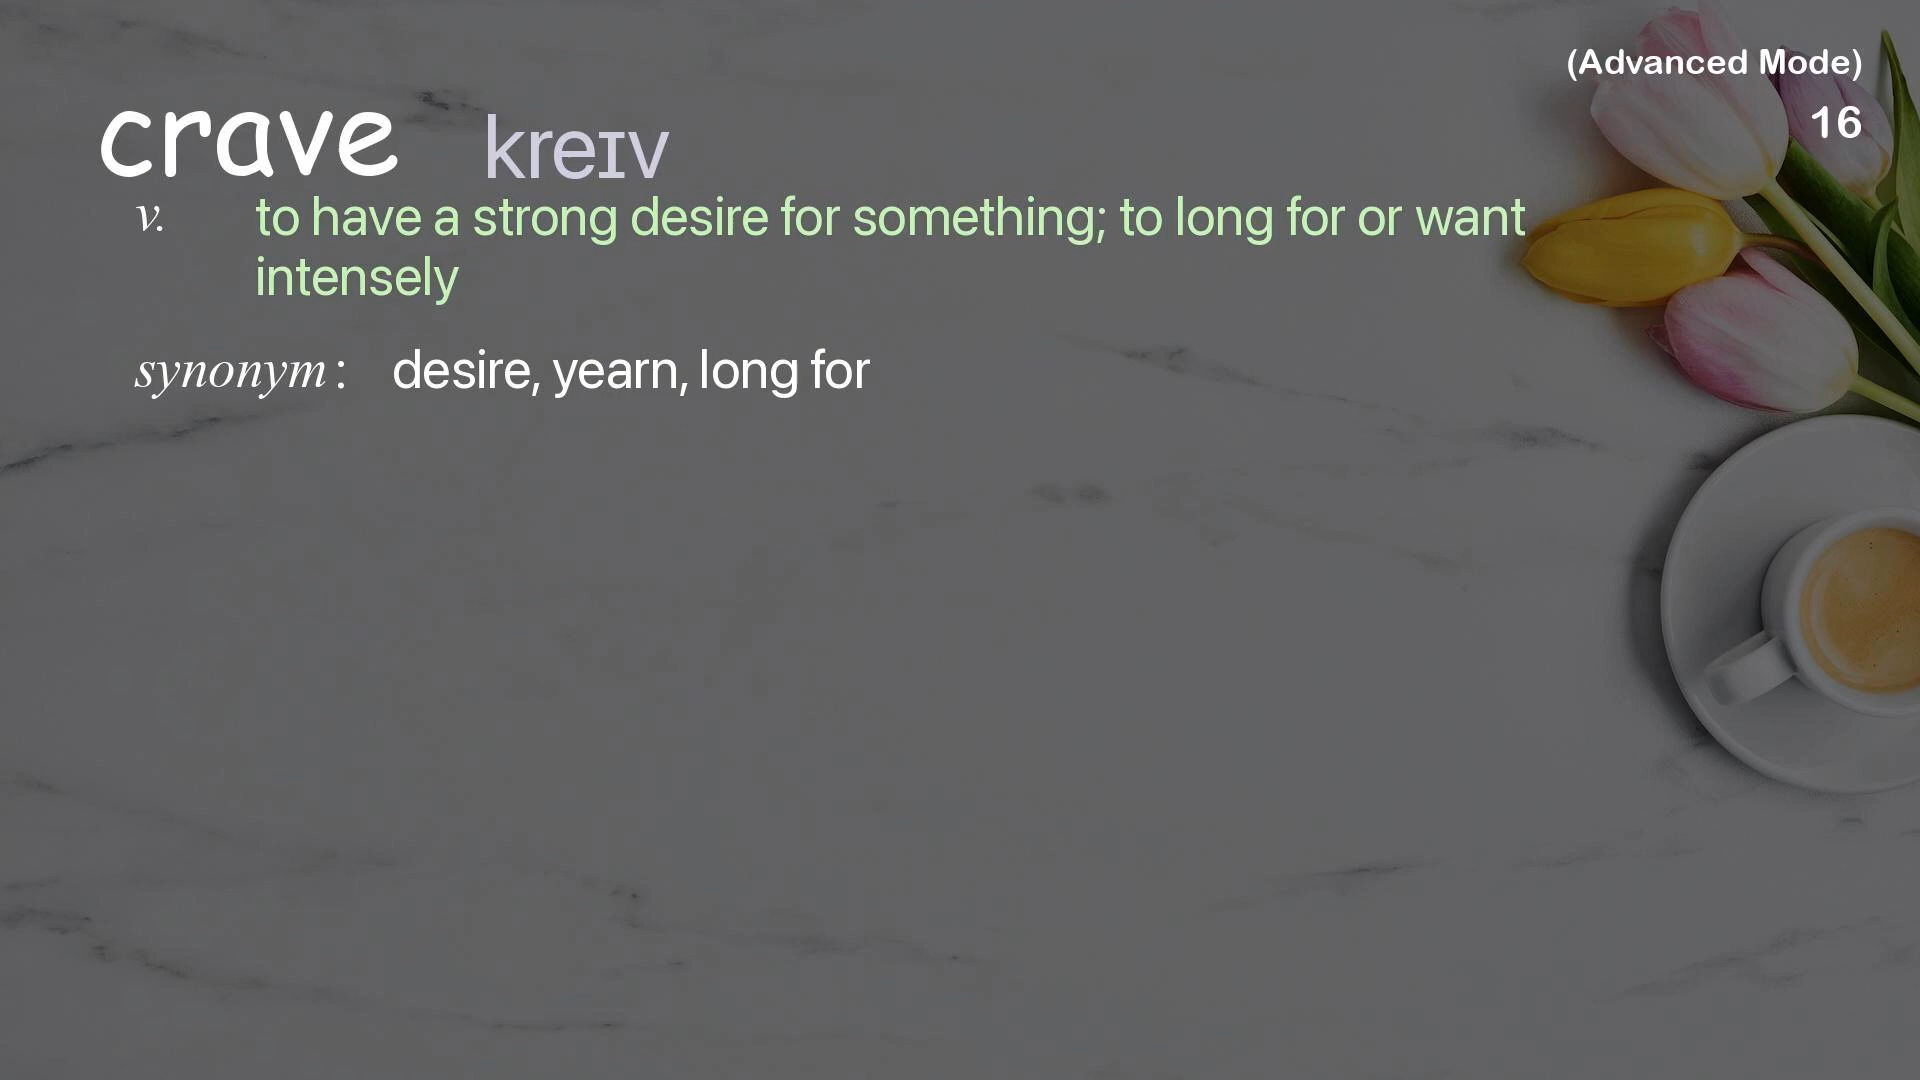 (Advanced Mode)
16
crave kreɪv
v. to have a strong desire for something; to long for or want
intensely
synonym: desire, yearn, long for